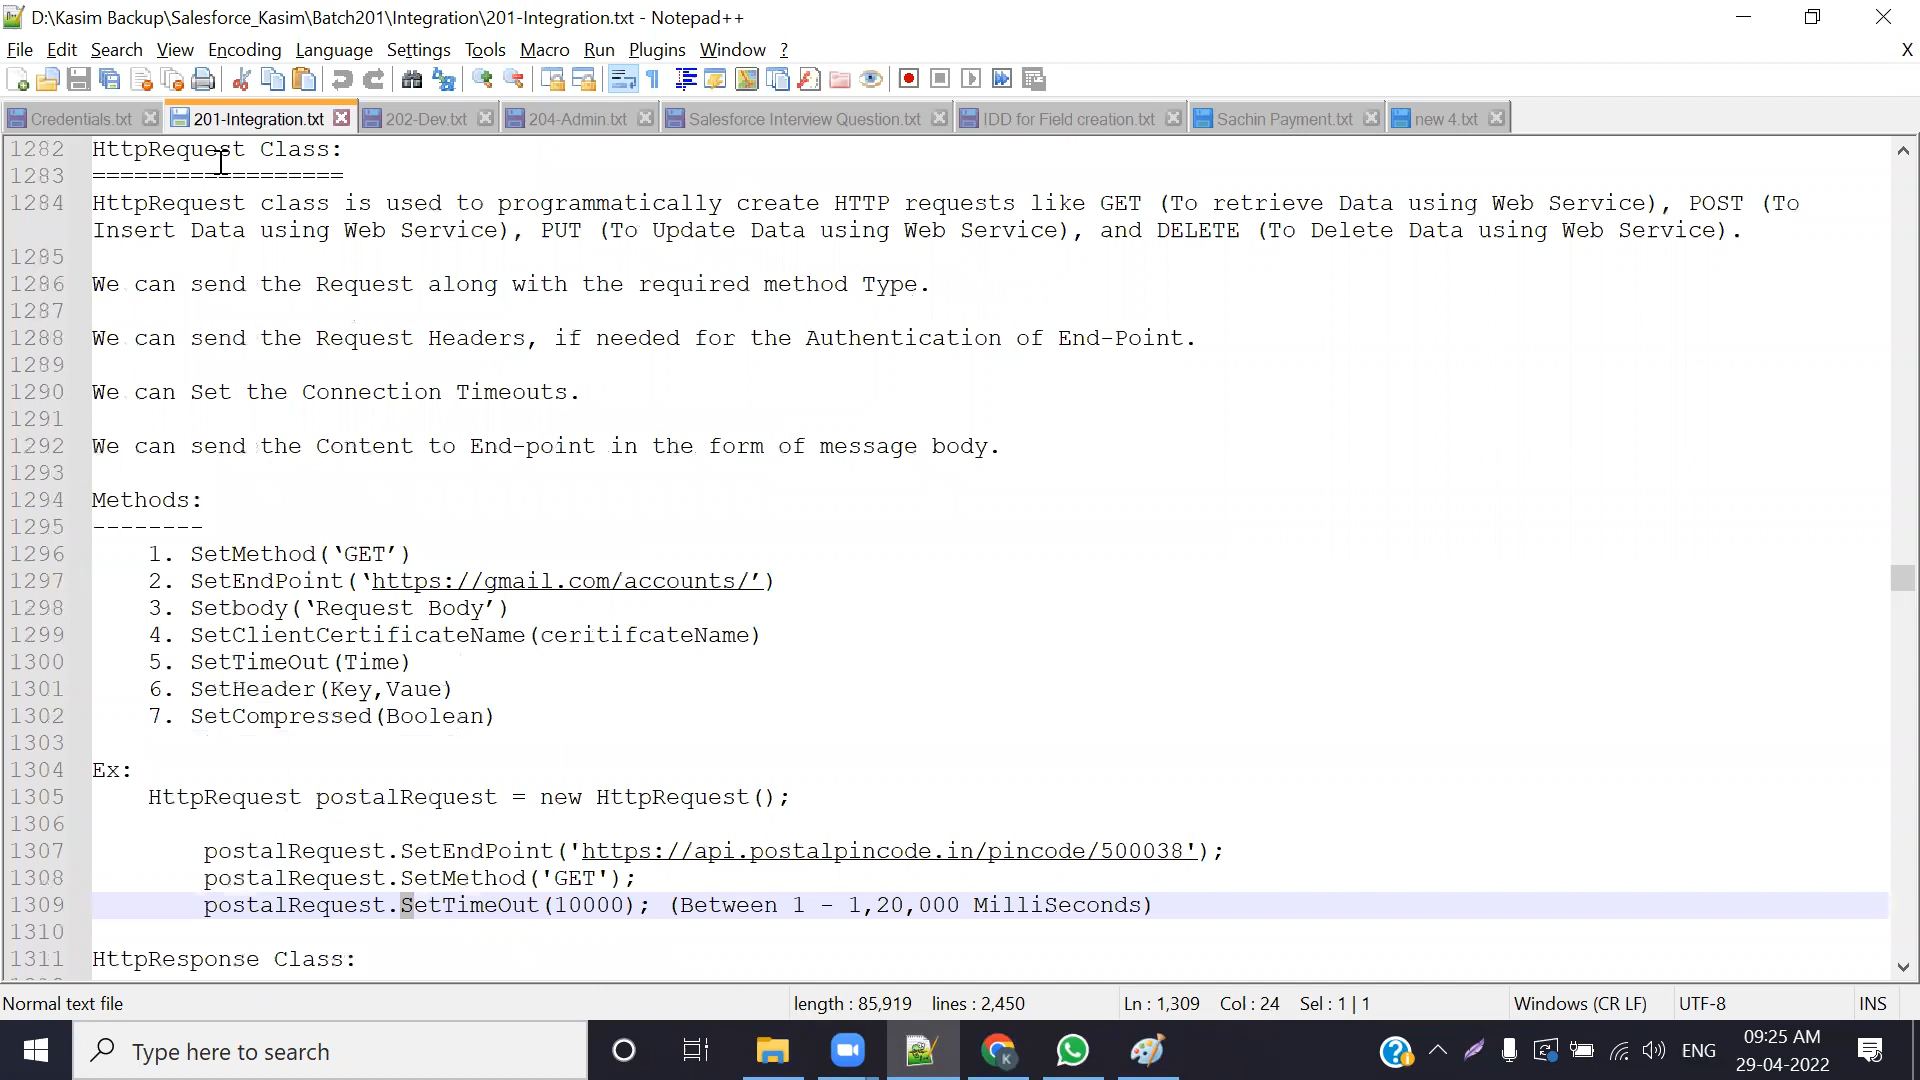 D:\Kasim Backup\Salesforce_Kasim\Batch201\Integration\201-Integration.txt - Notepad++
File Edit Search View Encoding Language Settings Tools Macro Run Plugins Window ? X
Credentials.txt 201-Integration.txt 202-Dev.txt 204-Admin.txt Salesforce Interview Question.txt IDD for Field creation.txt Sachin Payment.txt new 4.txt
1282 HttpRequest Class:
1283 ==================
1284 HttpRequest class is used to programmatically create HTTP requests like GET (To retrieve Data using Web Service), POST (To
Insert Data using Web Service), PUT (To Update Data using Web Service), and DELETE (To Delete Data using Web Service).
1285
1286 We can send the Request along with the required method Type.
1287
1288 We can send the Request Headers, if needed for the Authentication of End-Point.
1289
1290 We can Set the Connection Timeouts.
1291
1292 We can send the Content to End-point in the form of message body.
1293
1294 Methods:
1295 --------
1296 1. SetMethod(‘GET’)
1297 2. SetEndPoint(‘https://gmail.com/accounts/’)
1298 3. Setbody(‘Request Body’)
1299 4. SetClientCertificateName(ceritifcateName)
1300 5. SetTimeOut(Time)
1301 6. SetHeader(Key,Vaue)
1302 7. SetCompressed(Boolean)
1303
1304 Ex:
1305 HttpRequest postalRequest = new HttpRequest();
1306
1307 postalRequest.SetEndPoint('https://api.postalpincode.in/pincode/500038');
1308 postalRequest.SetMethod('GET');
1309 postalRequest.SetTimeOut(10000); (Between 1 - 1,20,000 MilliSeconds)
1310
1311 HttpResponse Class:
Normal text file length : 85,919 lines : 2,450 Ln : 1,309 Col : 24 Sel : 1 | 1 Windows (CR LF) UTF-8 INS
Type here to search ENG 09:25 AM
29-04-2022